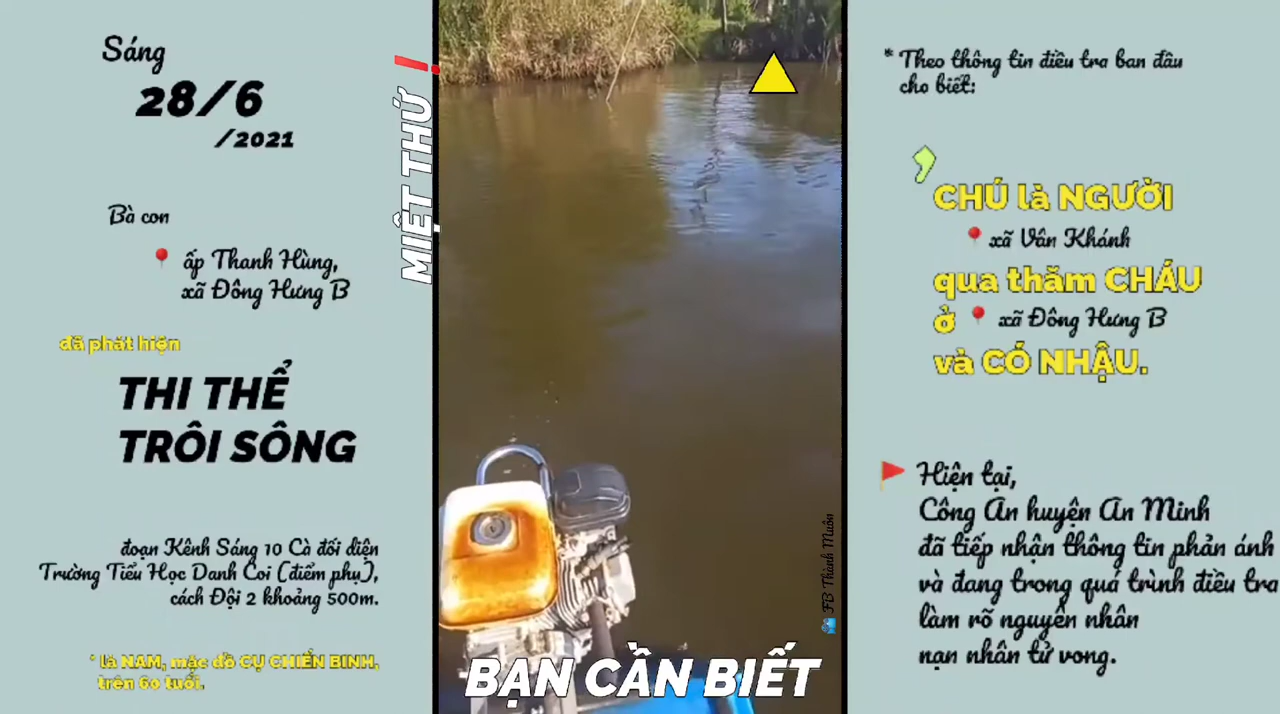 Sáng
28/6
/2021
Bà con
ấp Thanh Hùng,
xã Đông Hưng B
đã phát hiện
THI THỂ
TRÔI SÔNG
đoạn Kênh Sáng 10 Cà đối diện
Trường Tiểu Học Danh Coi (điểm phụ),
cách Đội 2 khoảng 500m.
* là NAM, mặc đồ CỰ CHIẾN BINH,
trên 60 tuổi.
MIỆT THỨ !
FB Thành Muôn
BẠN CẦN BIẾT
* Theo thông tin điều tra ban đầu
cho biết:
, CHÚ là NGƯỜI
xã Vân Khánh
qua thăm CHÁU
ở xã Đông Hưng B
và CÓ NHẬU.
Hiện tại,
Công An huyện An Minh
đã tiếp nhận thông tin phản ánh
và đang trong quá trình điều tra
làm rõ nguyên nhân
nạn nhân tử vong.